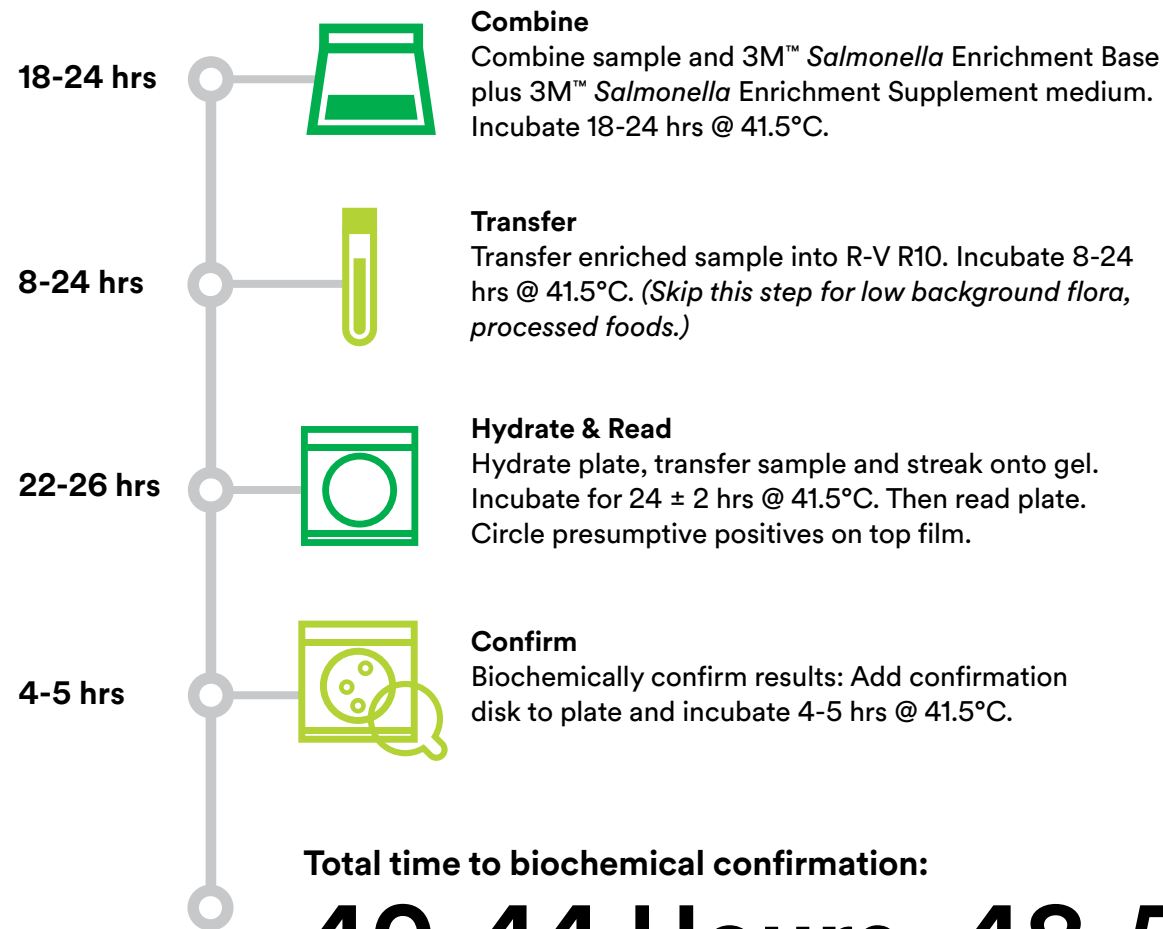 18-24 hrs
Combine
Combine sample and 3M™ Salmonella Enrichment Base
plus 3M™ Salmonella Enrichment Supplement medium.
Incubate 18-24 hrs @ 41.5°C.
8-24 hrs
Transfer
Transfer enriched sample into R-V R10. Incubate 8-24
hrs @ 41.5°C. (Skip this step for low background flora,
processed foods.)
22-26 hrs
Hydrate & Read
Hydrate plate, transfer sample and streak onto gel.
Incubate for 24 ± 2 hrs @ 41.5°C. Then read plate.
Circle presumptive positives on top film.
4-5 hrs
Confirm
Biochemically confirm results: Add confirmation
disk to plate and incubate 4-5 hrs @ 41.5°C.
Total time to biochemical confirmation: